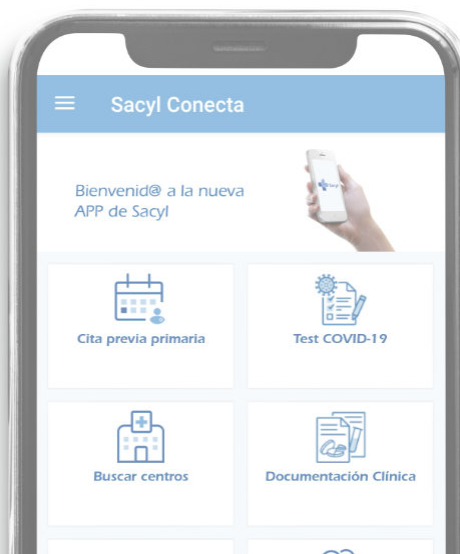 Sacyl Conecta
Bienvenid@ a la nueva
APP de Sacyl
Cita previa primaria
Test COVID-19
Buscar centros
Documentación Clínica